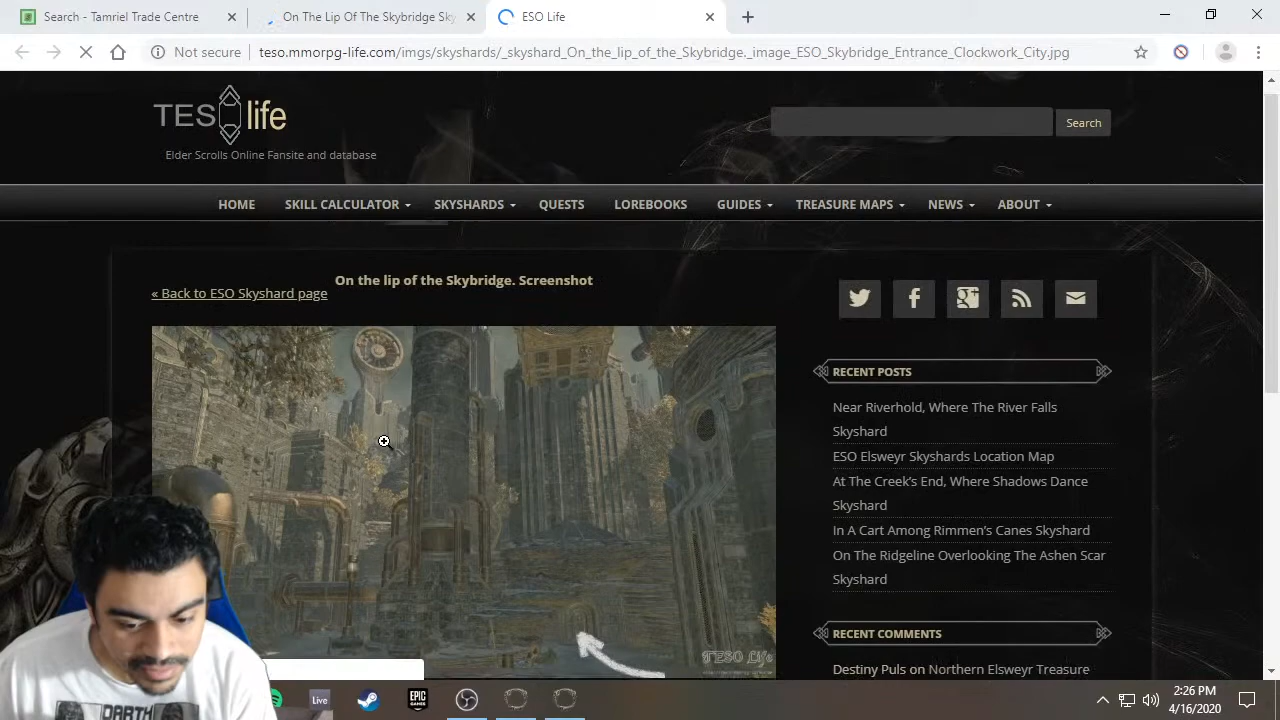 Search - Tamriel Trade Centre
On The Lip Of The Skybridge Sky
ESO Life
Not secure
teso.mmorpg-life.com/imgs/skyshards/_skyshard_On_the_lip_of_the_Skybridge._image_ESO_Skybridge_Entrance_Clockwork_City.jpg
TES life
Elder Scrolls Online Fansite and database
Search
HOME
SKILL CALCULATOR
SKYSHARDS
QUESTS
LOREBOOKS
GUIDES
TREASURE MAPS
NEWS
ABOUT
On the lip of the Skybridge. Screenshot
« Back to ESO Skyshard page
RECENT POSTS
Near Riverhold, Where The River Falls
Skyshard
ESO Elsweyr Skyshards Location Map
At The Creek's End, Where Shadows Dance
Skyshard
In A Cart Among Rimmen's Canes Skyshard
On The Ridgeline Overlooking The Ashen Scar
Skyshard
RECENT COMMENTS
Destiny Puls on Northern Elsweyr Treasure
TESO Life
DARTH
Live
EPIC
GAMES
2:26 PM
4/16/2020